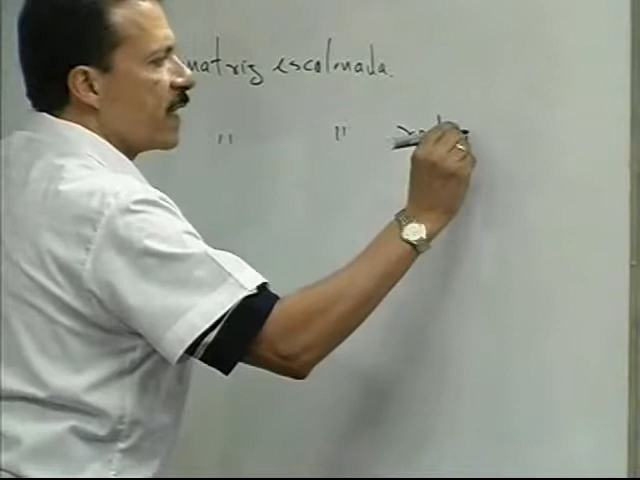 matriz escalonada.
" "